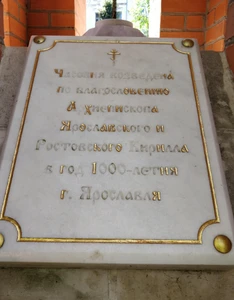 Часовня возведена
по благословению
Архиепископа
Ярославского и
Ростовского Кирилла
в год 1000-летия
г. Ярославля